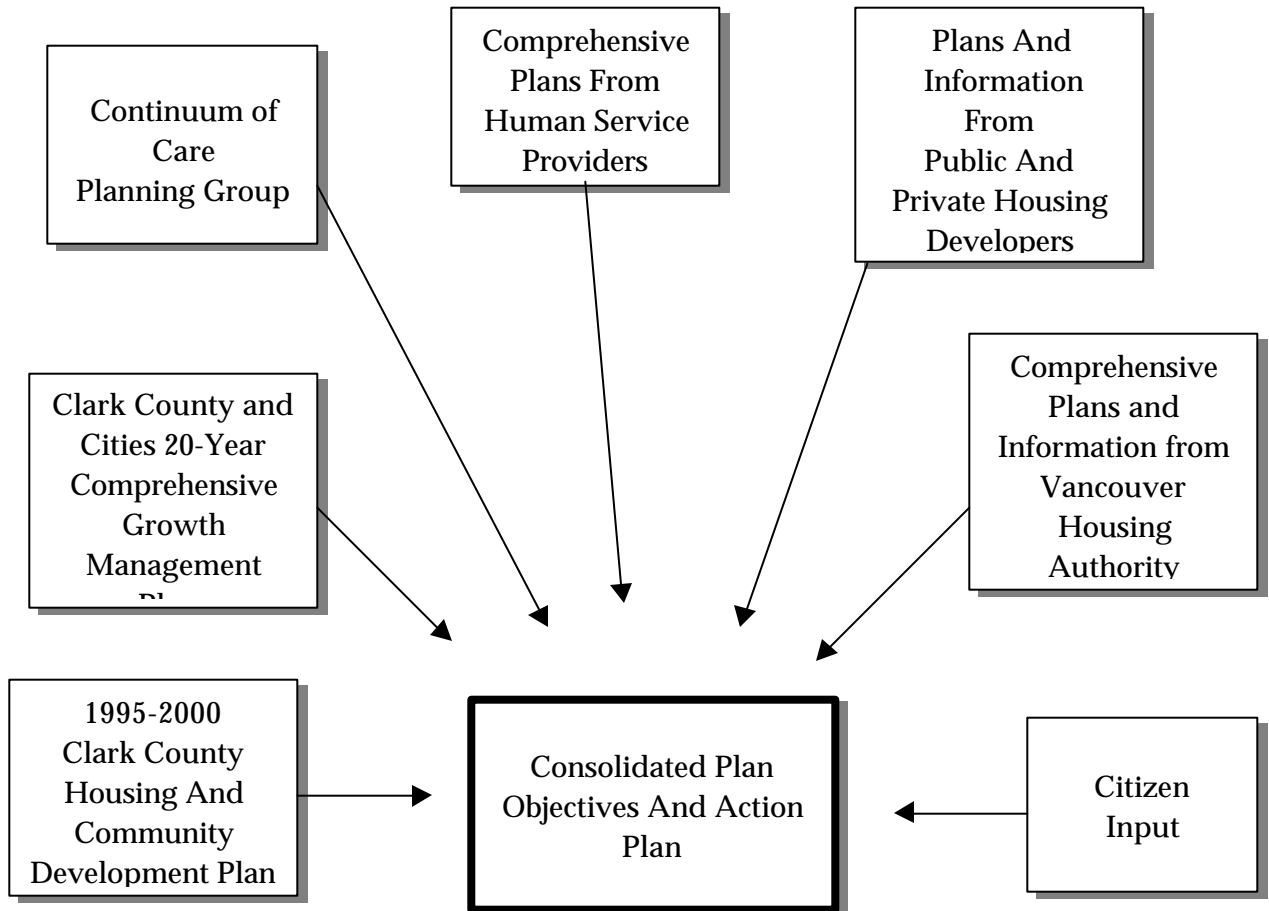 Continuum of
Care
Planning Group
Comprehensive
Plans From
Human Service
Providers
Plans And
Information
From
Public And
Private Housing
Developers
Clark County and
Cities 20-Year
Comprehensive
Growth
Management
Comprehensive
Plans and
Information from
Vancouver
Housing
Authority
1995-2000
Clark County
Housing And
Community
Development Plan
Consolidated Plan
Objectives And Action
Plan
Citizen
Input